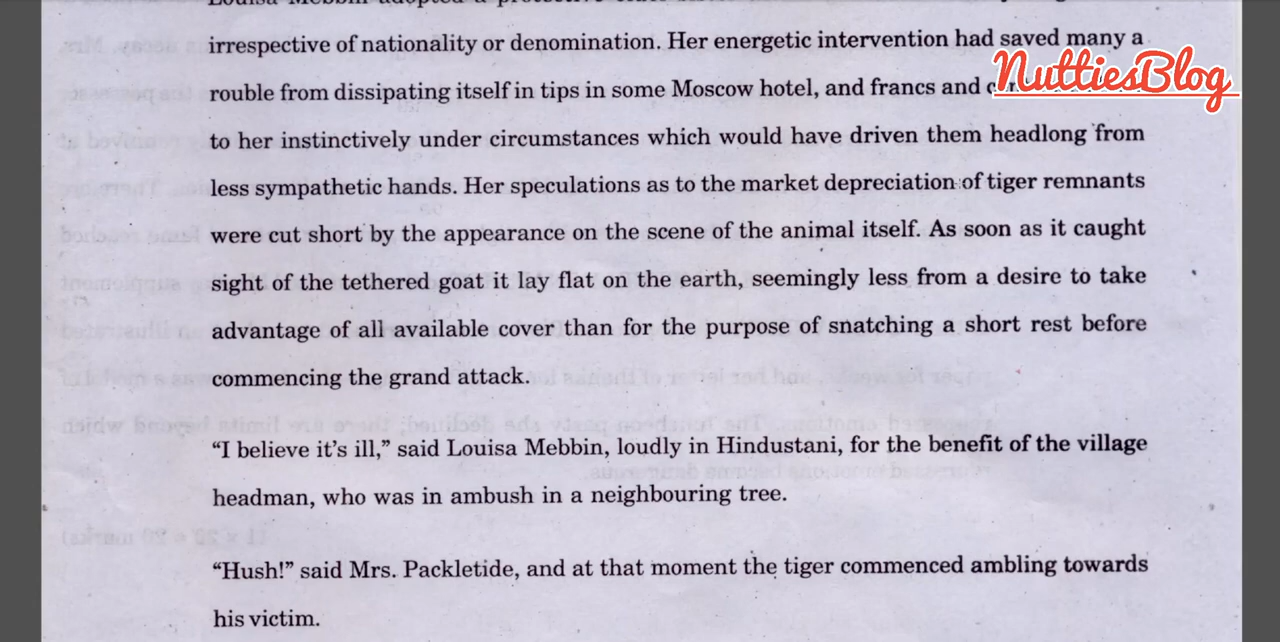 Louisa Mebbin adopted a protective
irrespective of nationality or denomination. Her energetic intervention had saved many a
rouble from dissipating itself in tips in some Moscow hotel, and francs and
NuttiesBlog
to her instinctively under circumstances which would have driven them headlong from
less sympathetic hands. Her speculations as to the market depreciation of tiger remnants
were cut short by the appearance on the scene of the animal itself. As soon as it caught
sight of the tethered goat it lay flat on the earth, seemingly less from a desire to take
advantage of all available cover than for the purpose of snatching a short rest before
commencing the grand attack.
“I believe it’s ill,” said Louisa Mebbin, loudly in Hindustani, for the benefit of the village
headman, who was in ambush in a neighbouring tree.
“Hush!” said Mrs. Packletide, and at that moment the tiger commenced ambling towards
his victim.